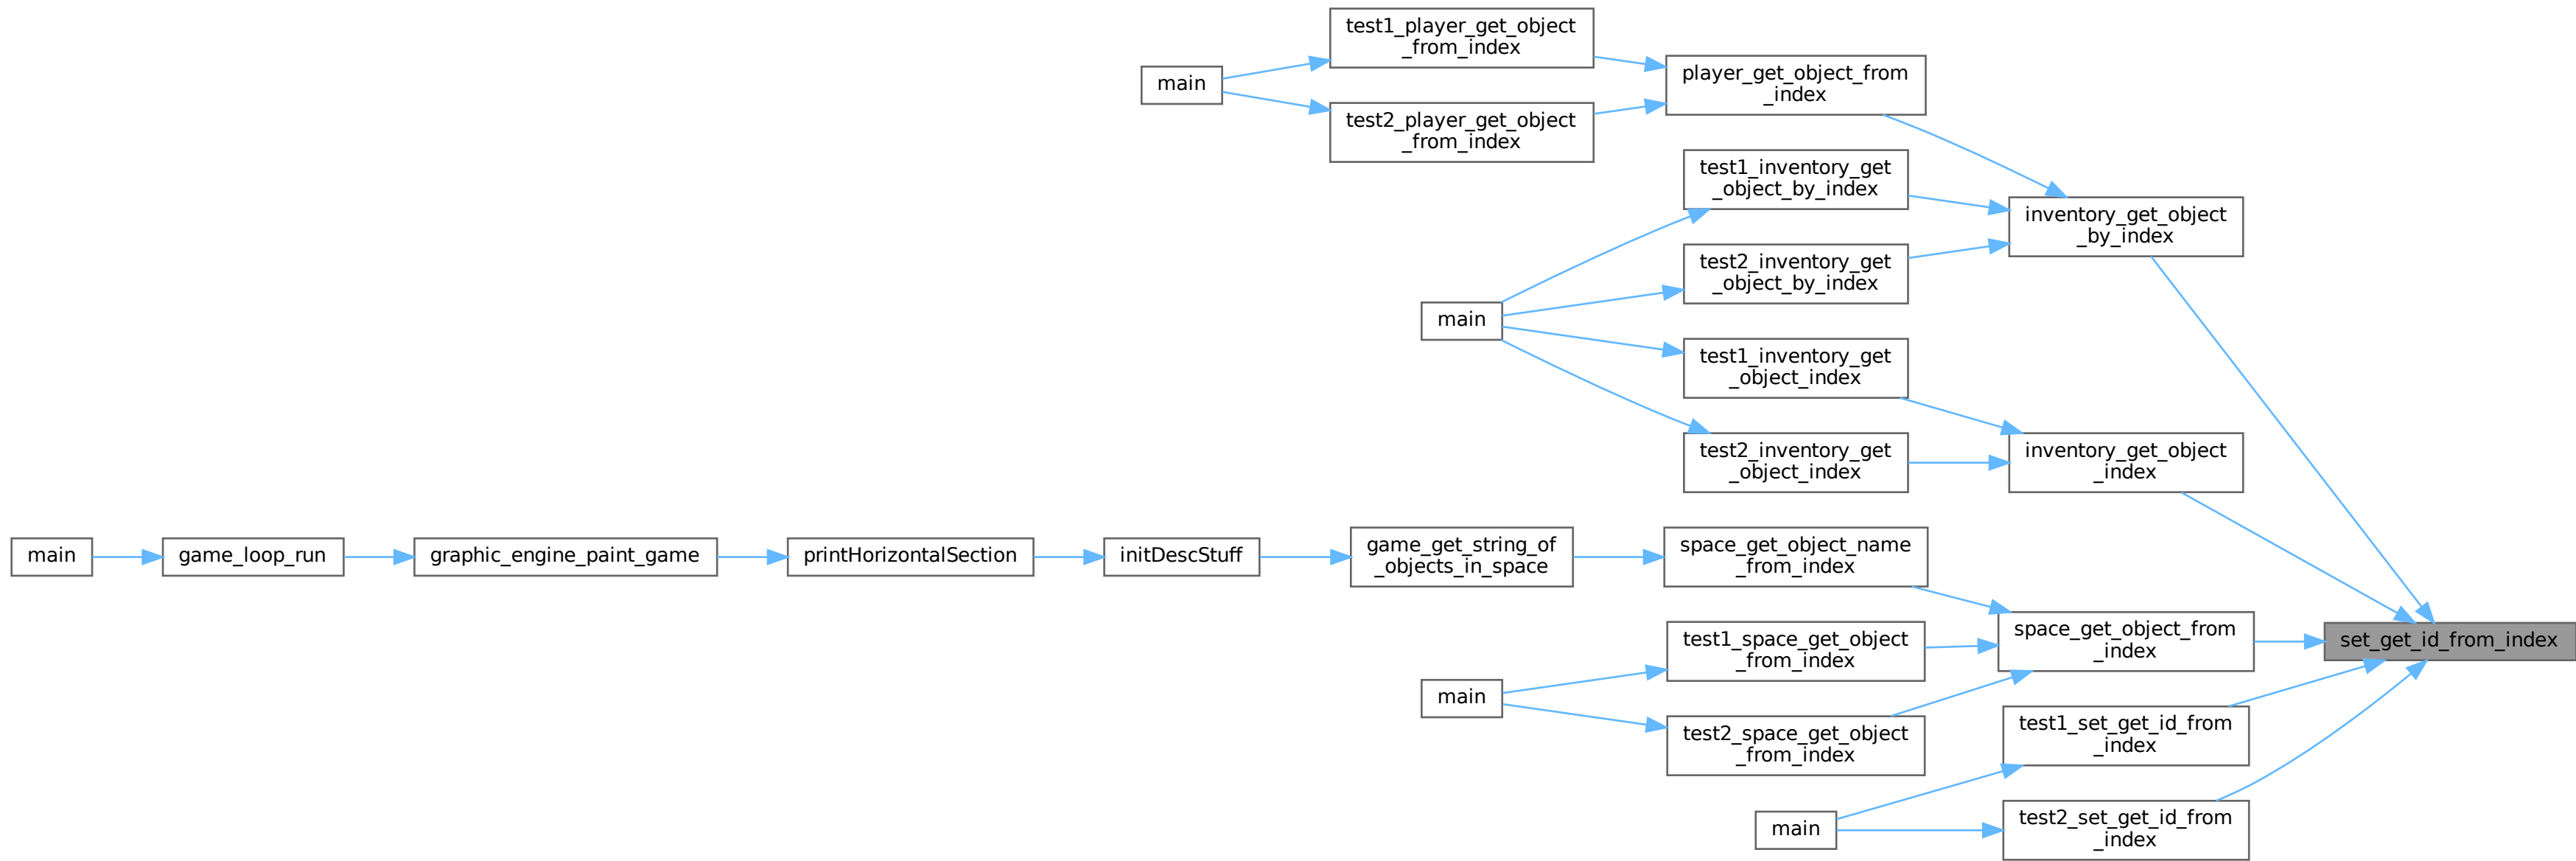 test1_player_get_object
_from_index
main
player_get_object_from
_index
test2_player_get_object
_from_index
test1_inventory_get
_object_by_index
inventory_get_object
_by_index
test2_inventory_get
_object_by_index
main
test1_inventory_get
_object_index
test2_inventory_get
_object_index
inventory_get_object
_index
main
game_loop_run
graphic_engine_paint_game
printHorizontalSection
initDescStuff
game_get_string_of
_objects_in_space
space_get_object_name
_from_index
test1_space_get_object
_from_index
space_get_object_from
_index
set_get_id_from_index
main
test2_space_get_object
_from_index
test1_set_get_id_from
_index
main
test2_set_get_id_from
_index